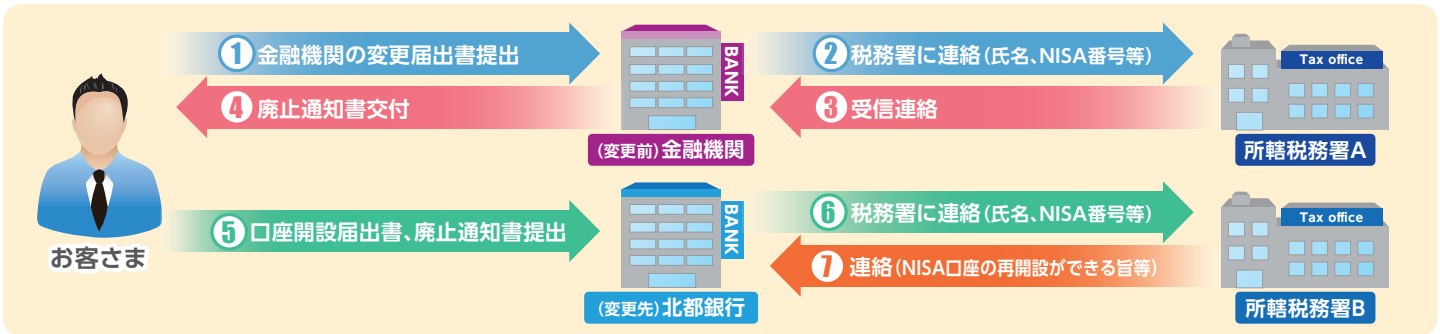 1 金融機関の変更届出書提出
BANK
2 税務署に連絡（氏名、NISA番号等）
Tax office
4 廃止通知書交付
3 受信連絡
（変更前）金融機関
所轄税務署A
5 口座開設届出書、廃止通知書提出
BANK
6 税務署に連絡（氏名、NISA番号等）
Tax office
7 連絡（NISA口座の再開設ができる旨等）
お客さま
（変更先）北都銀行
所轄税務署B